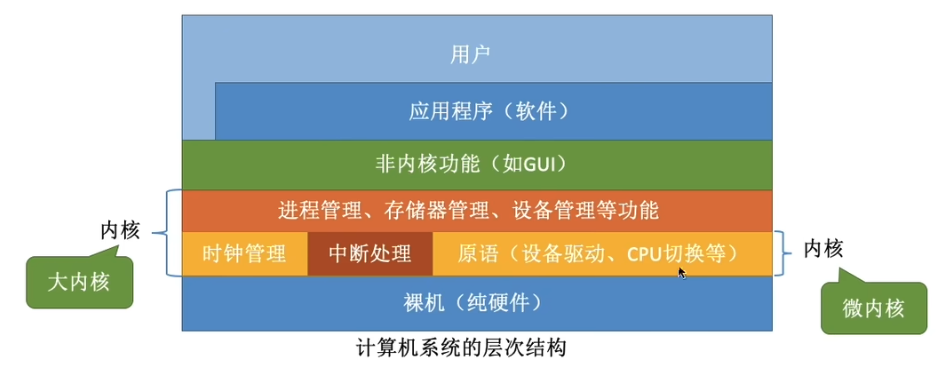 用户
应用程序（软件）
非内核功能（如GUI）
进程管理、存储器管理、设备管理等功能
内核
时钟管理 中断处理 原语（设备驱动、CPU切换等）
内核
大内核
裸机（纯硬件）
微内核
计算机系统的层次结构